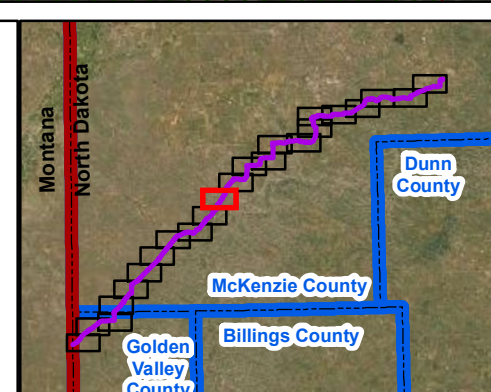 Montana
North Dakota
Dunn
County
McKenzie County
Billings County
Golden
Valley
County